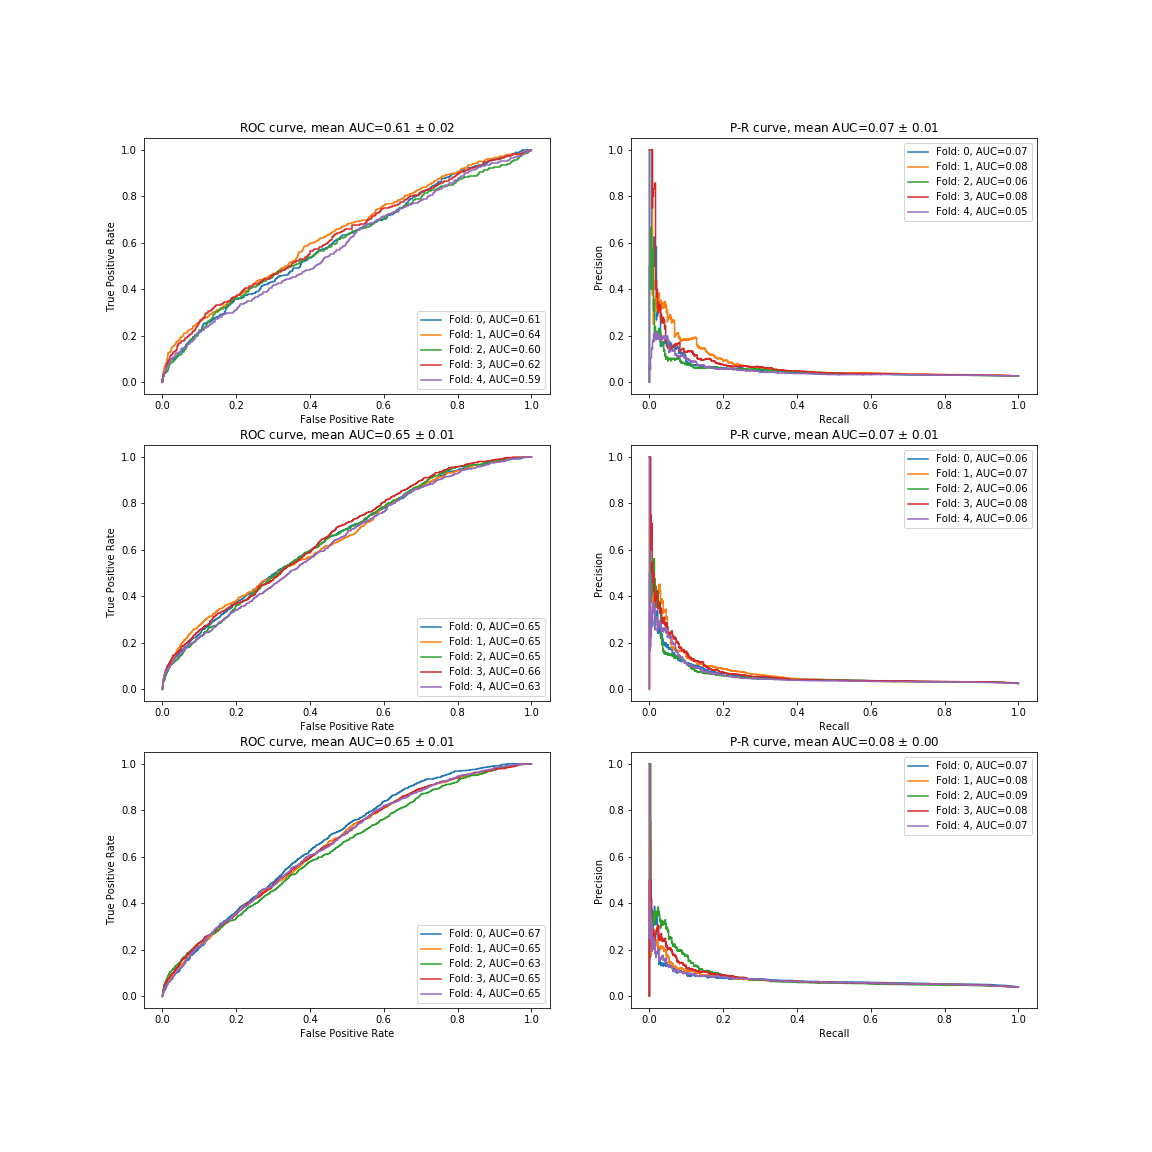 ROC curve, mean AUC=0.61 ± 0.02
True Positive Rate
1.0
0.8
0.6
0.4
0.2
0.0
Fold: 0, AUC=0.61
Fold: 1, AUC=0.64
Fold: 2, AUC=0.60
Fold: 3, AUC=0.62
Fold: 4, AUC=0.59
0.0 0.2 0.4 0.6 0.8 1.0
False Positive Rate
P-R curve, mean AUC=0.07 ± 0.01
Precision
1.0
0.8
0.6
0.4
0.2
0.0
Fold: 0, AUC=0.07
Fold: 1, AUC=0.08
Fold: 2, AUC=0.06
Fold: 3, AUC=0.08
Fold: 4, AUC=0.05
0.0 0.2 0.4 0.6 0.8 1.0
Recall
ROC curve, mean AUC=0.65 ± 0.01
True Positive Rate
1.0
0.8
0.6
0.4
0.2
0.0
Fold: 0, AUC=0.65
Fold: 1, AUC=0.65
Fold: 2, AUC=0.65
Fold: 3, AUC=0.66
Fold: 4, AUC=0.63
0.0 0.2 0.4 0.6 0.8 1.0
False Positive Rate
P-R curve, mean AUC=0.07 ± 0.01
Precision
1.0
0.8
0.6
0.4
0.2
0.0
Fold: 0, AUC=0.06
Fold: 1, AUC=0.07
Fold: 2, AUC=0.06
Fold: 3, AUC=0.08
Fold: 4, AUC=0.06
0.0 0.2 0.4 0.6 0.8 1.0
Recall
ROC curve, mean AUC=0.65 ± 0.01
True Positive Rate
1.0
0.8
0.6
0.4
0.2
0.0
Fold: 0, AUC=0.67
Fold: 1, AUC=0.65
Fold: 2, AUC=0.63
Fold: 3, AUC=0.65
Fold: 4, AUC=0.65
0.0 0.2 0.4 0.6 0.8 1.0
False Positive Rate
P-R curve, mean AUC=0.08 ± 0.00
Precision
1.0
0.8
0.6
0.4
0.2
0.0
Fold: 0, AUC=0.07
Fold: 1, AUC=0.08
Fold: 2, AUC=0.09
Fold: 3, AUC=0.08
Fold: 4, AUC=0.07
0.0 0.2 0.4 0.6 0.8 1.0
Recall